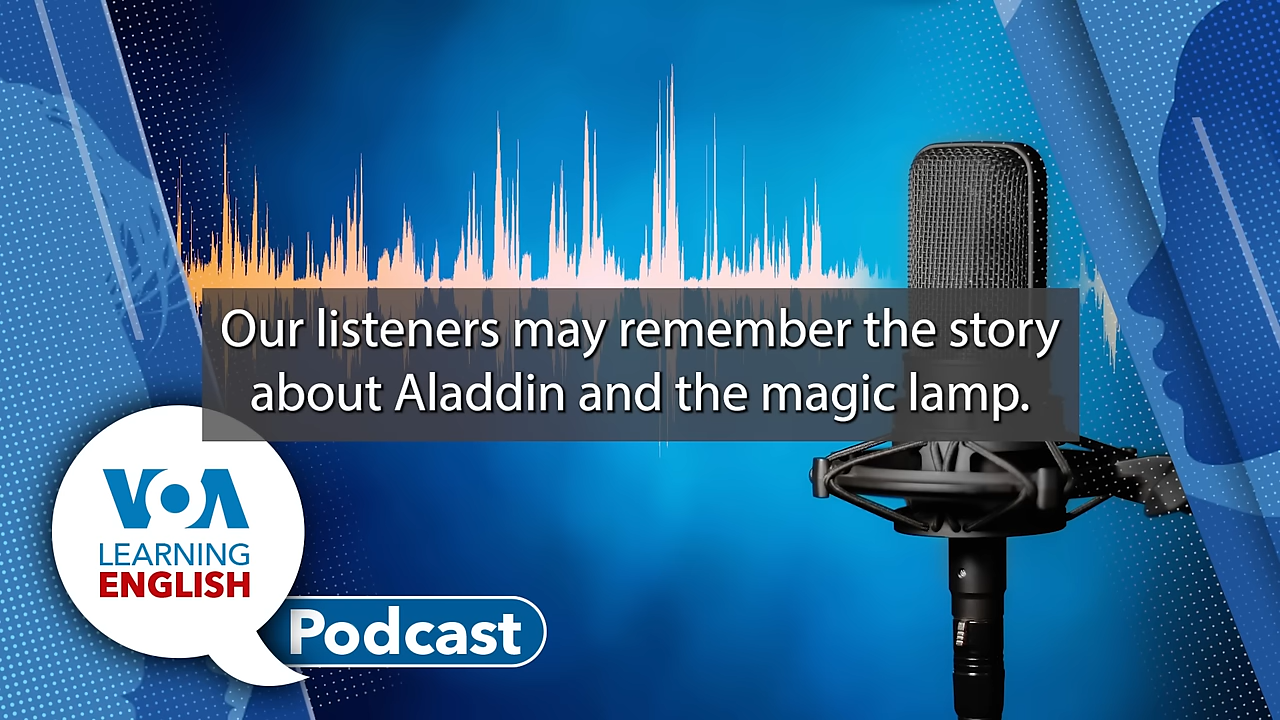 Our listeners may remember the story
about Aladdin and the magic lamp.
VOA
LEARNING
ENGLISH
Podcast